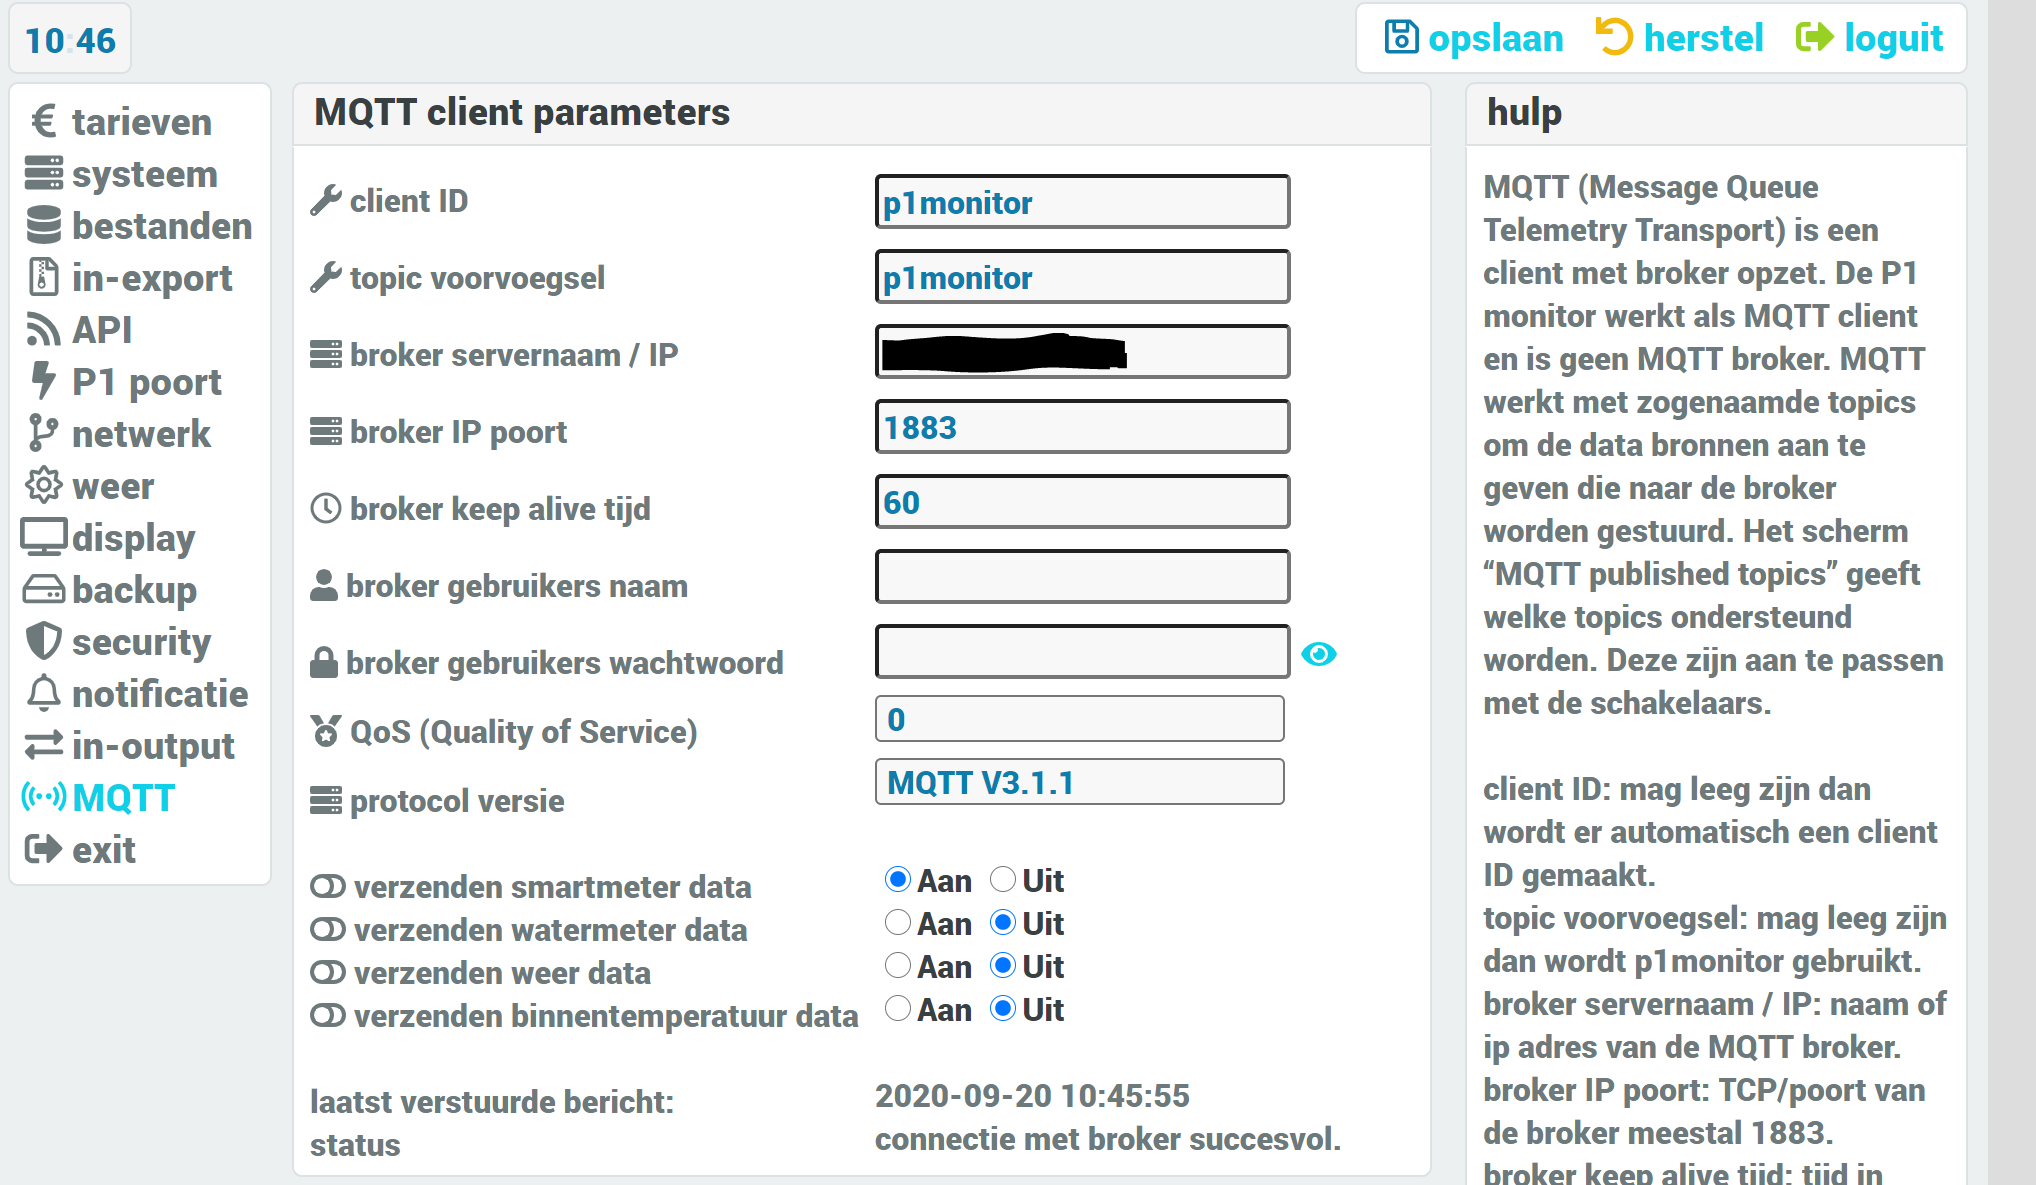 10:46
opslaan herstel loguit
tarieven
systeem
bestanden
in-export
API
P1 poort
netwerk
weer
display
backup
security
notificatie
in-output
MQTT
exit
MQTT client parameters
client ID p1monitor
topic voorvoegsel p1monitor
broker servernaam / IP
broker IP poort 1883
broker keep alive tijd 60
broker gebruikers naam
broker gebruikers wachtwoord
QoS (Quality of Service) 0
protocol versie MQTT V3.1.1
verzenden smartmeter data Aan Uit
verzenden watermeter data Aan Uit
verzenden weer data Aan Uit
verzenden binnentemperatuur data Aan Uit
laatst verstuurde bericht: 2020-09-20 10:45:55
status connectie met broker succesvol.
hulp
MQTT (Message Queue
Telemetry Transport) is een
client met broker opzet. De P1
monitor werkt als MQTT client
en is geen MQTT broker. MQTT
werkt met zogenaamde topics
om de data bronnen aan te
geven die naar de broker
worden gestuurd. Het scherm
“MQTT published topics” geeft
welke topics ondersteund
worden. Deze zijn aan te passen
met de schakelaars.
client ID: mag leeg zijn dan
wordt er automatisch een client
ID gemaakt.
topic voorvoegsel: mag leeg zijn
dan wordt p1monitor gebruikt.
broker servernaam / IP: naam of
ip adres van de MQTT broker.
broker IP poort: TCP/poort van
de broker meestal 1883.
broker keep alive tijd: tijd in